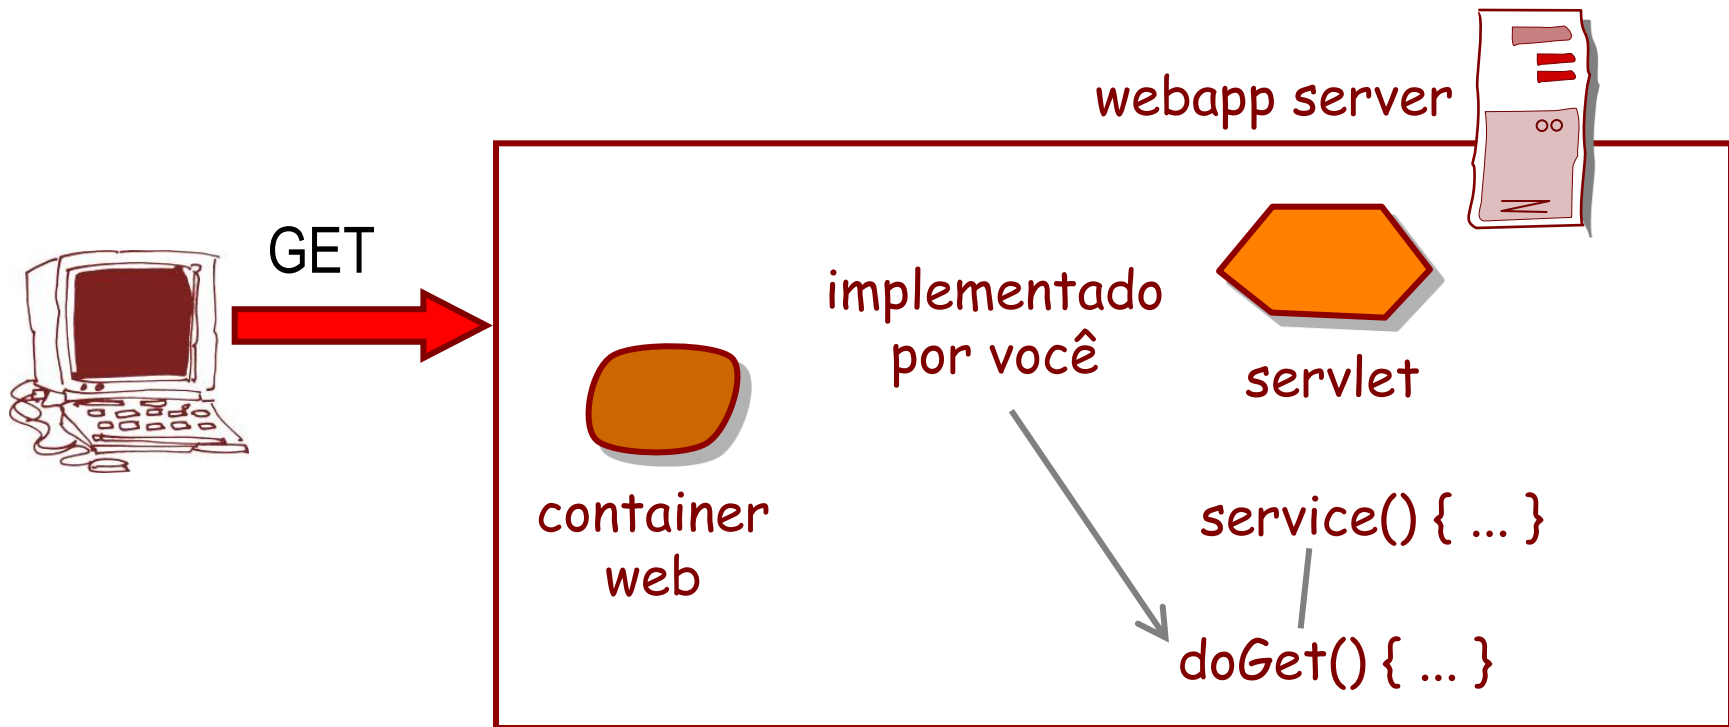 webapp server
GET
implementado
por você
servlet
container
web
service() { ... }
doGet() { ... }